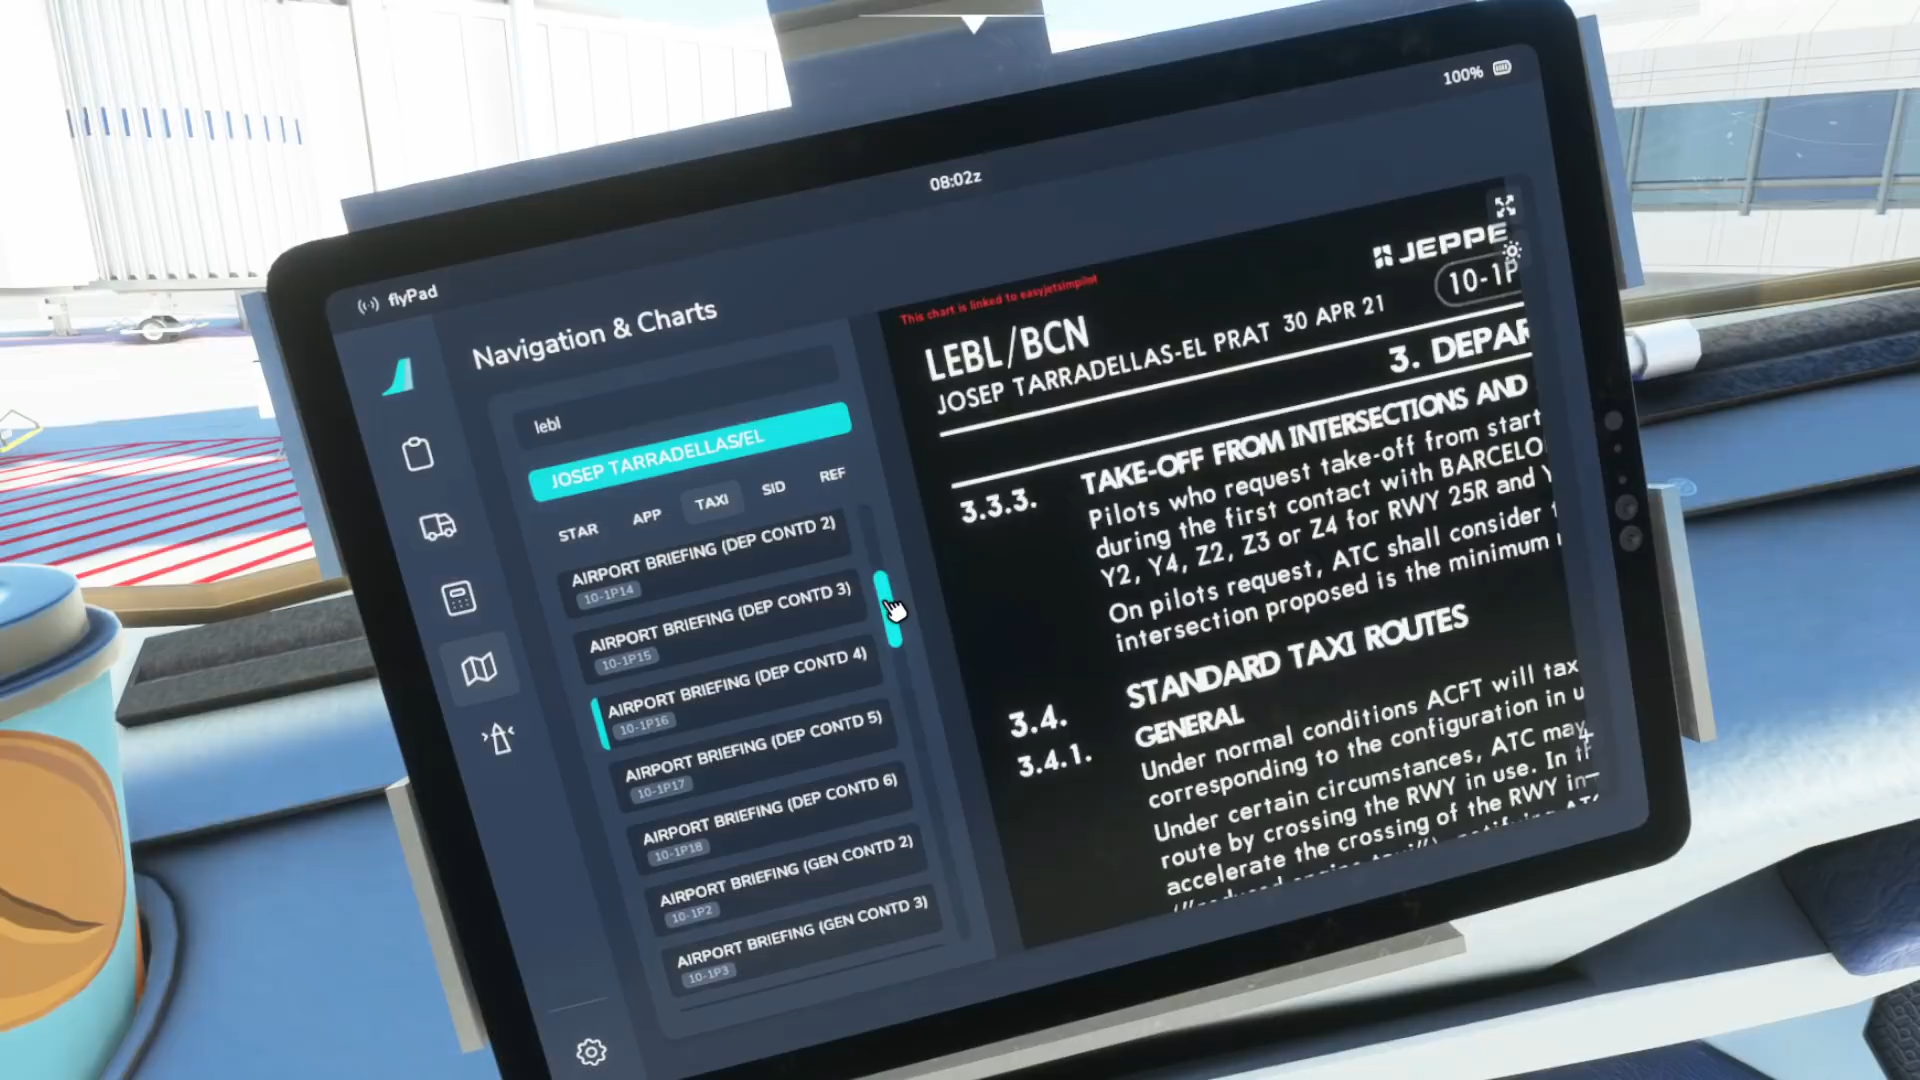 100%
08:02z
flyPad
Navigation & Charts
lebl
JOSEP TARRADELLAS/EL
STAR APP TAXI SID REF
AIRPORT BRIEFING (DEP CONTD 2)
10-1P14
AIRPORT BRIEFING (DEP CONTD 3)
10-1P15
AIRPORT BRIEFING (DEP CONTD 4)
10-1P16
AIRPORT BRIEFING (DEP CONTD 5)
10-1P17
AIRPORT BRIEFING (DEP CONTD 6)
10-1P18
AIRPORT BRIEFING (GEN CONTD 2)
10-1P2
AIRPORT BRIEFING (GEN CONTD 3)
10-1P3
This chart is linked to easyjetsimpilot
JEPPE
10-1P
LEBL/BCN
JOSEP TARRADELLAS-EL PRAT 30 APR 21
3. DEPAR
3.3.3. TAKE-OFF FROM INTERSECTIONS AND
Pilots who request take-off from start
during the first contact with BARCELO
Y2, Y4, Z2, Z3 or Z4 for RWY 25R and Y
On pilots request, ATC shall consider
intersection proposed is the minimum
3.4. STANDARD TAXI ROUTES
3.4.1. GENERAL
Under normal conditions ACFT will tax
corresponding to the configuration in u
Under certain circumstances, ATC may
route by crossing the RWY in use. In
accelerate the crossing of the RWY in